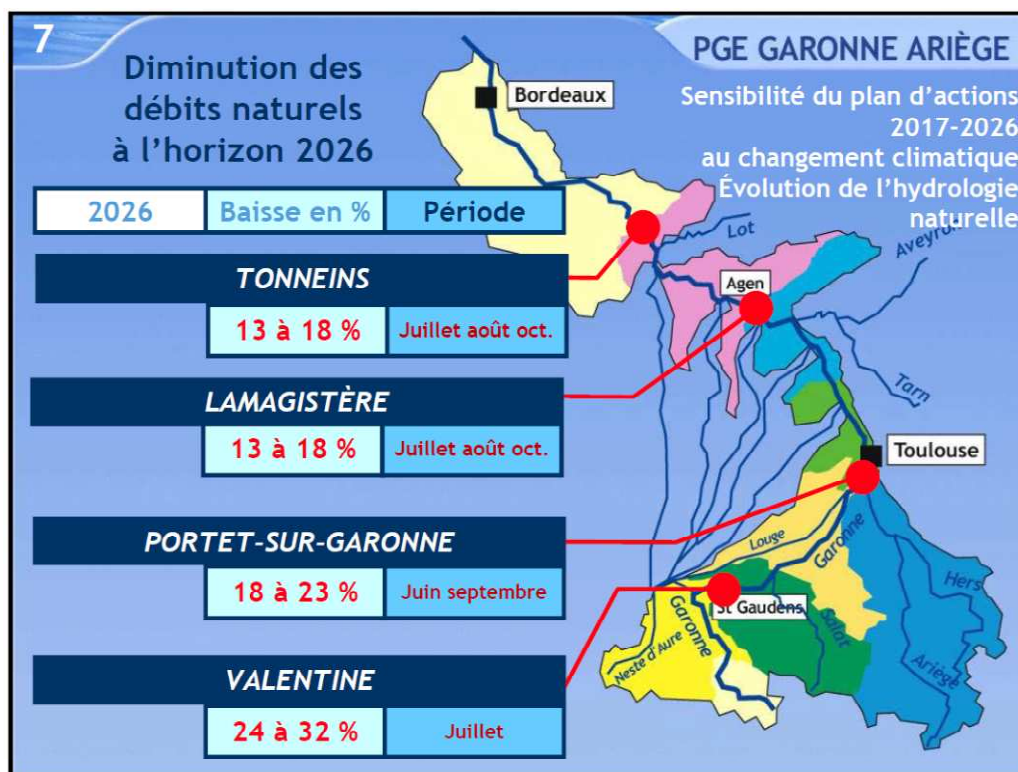 7
Diminution des
débits naturels
à l'horizon 2026
PGE GARONNE ARIÈGE
Sensibilité du plan d'actions
2017-2026
au changement climatique
Évolution de l'hydrologie
naturelle
2026 Baisse en % Période
TONNEINS
13 à 18 % Juillet août oct.
LAMAGISTÈRE
13 à 18 % Juillet août oct.
PORTET-SUR-GARONNE
18 à 23 % Juin septembre
VALENTINE
24 à 32 % Juillet
Bordeaux
Lot
Aveyron
Agen
Tarn
Toulouse
Louge
Garonne
Hers
St Gaudens
Garonne
Salat
Neste d'Aure
Ariège